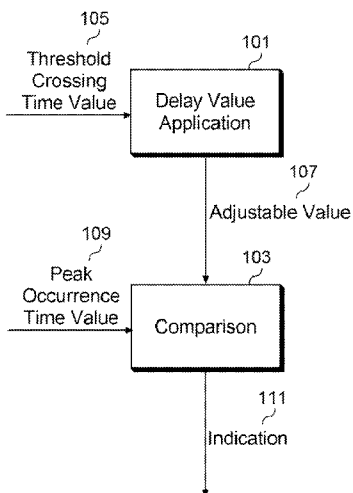 105
Threshold
Crossing
Time Value
101
Delay Value
Application
107
Adjustable Value
109
Peak
Occurrence
Time Value
103
Comparison
111
Indication